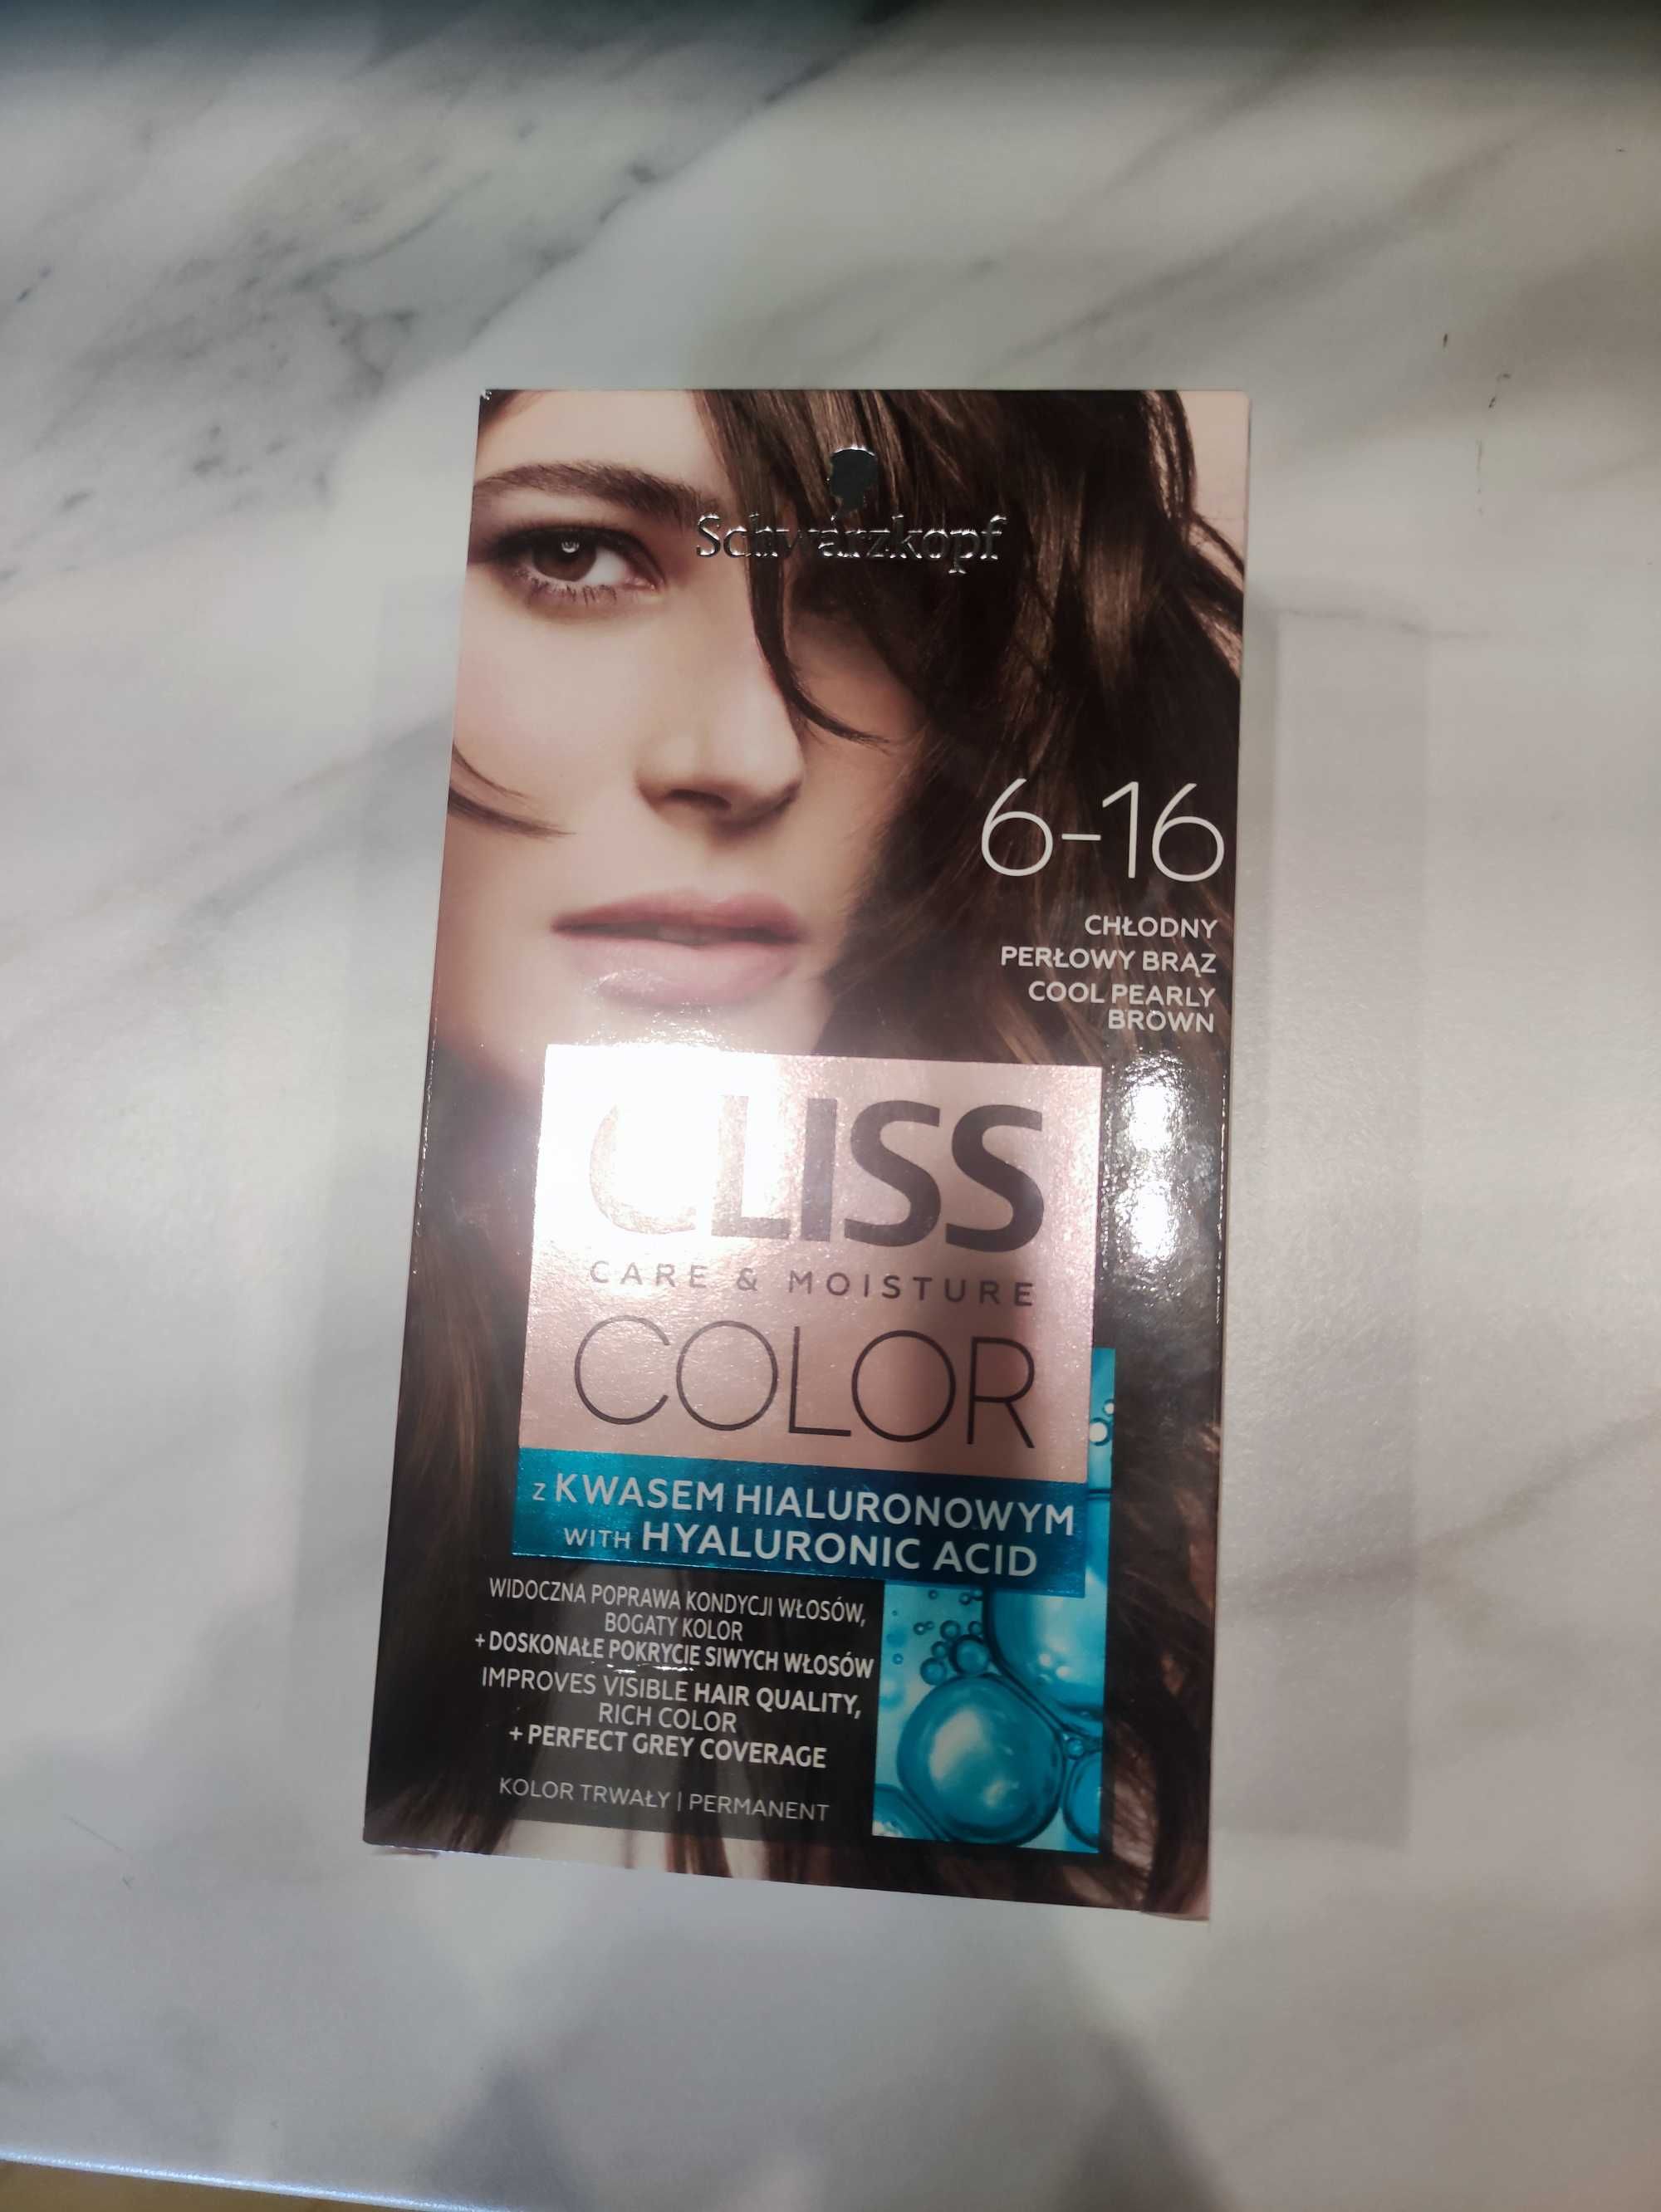 Schwarzkopf
6-16
CHŁODNY
PERŁOWY BRĄZ
COOL PEARLY
BROWN
GLISS
CARE & MOISTURE
COLOR
z KWASEM HIALURONOWYM
WITH HYALURONIC ACID
WIDOCZNA POPRAWA KONDYCJI WŁOSÓW,
BOGATY KOLOR
+ DOSKONAŁE POKRYCIE SIWYCH WŁOSÓW
IMPROVES VISIBLE HAIR QUALITY,
RICH COLOR
+ PERFECT GREY COVERAGE
KOLOR TRWAŁY | PERMANENT